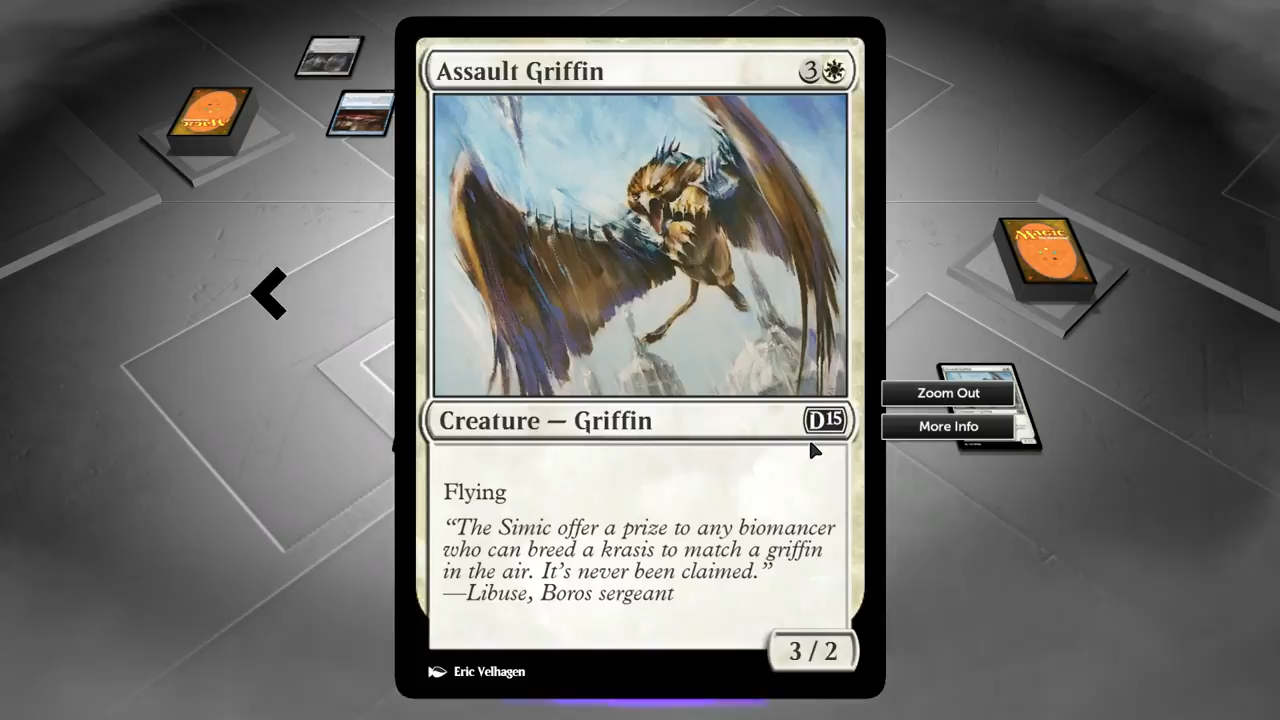 Assault Griffin
3
Creature — Griffin
D15
Flying
“The Simic offer a prize to any biomancer
who can breed a krasis to match a griffin
in the air. It’s never been claimed.”
—Libuse, Boros sergeant
3 / 2
Eric Velhagen
Magic
Magic
Zoom Out
More Info